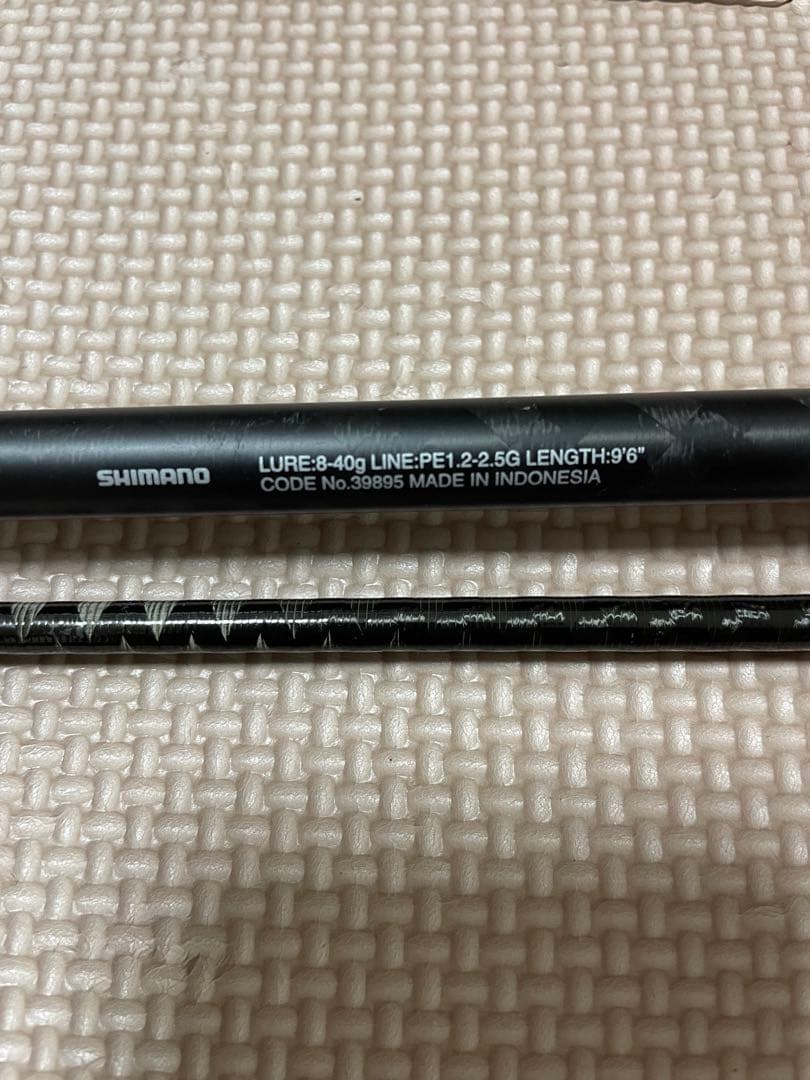 SHIMANO
LURE:8-40g LINE:PE1.2-2.5G LENGTH:9'6"
CODE No.39895 MADE IN INDONESIA